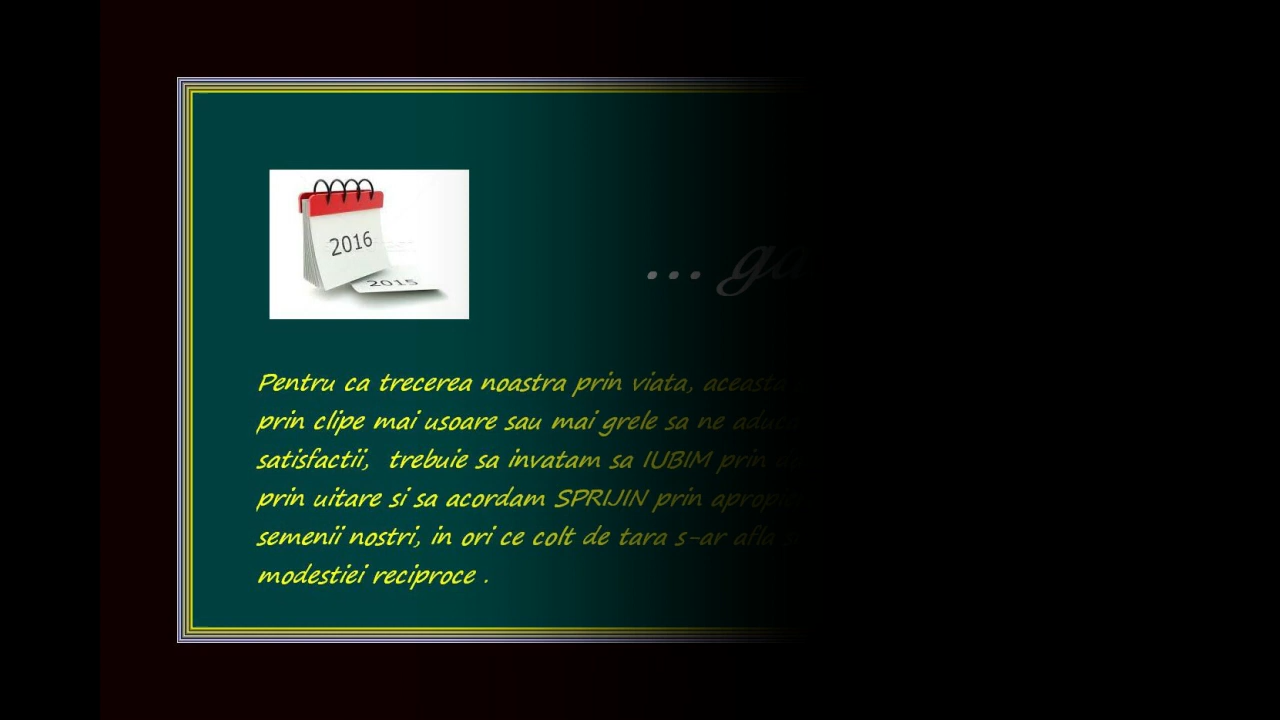 2016
2015
... ga
Pentru ca trecerea noastra prin viata, aceasta
prin clipe mai usoare sau mai grele sa ne aduca
satisfactii, trebuie sa invatam sa IUBIM prin
prin uitare si sa acordam SPRIJIN prin
semenii nostri, in ori ce colt de tara s-ar afla
modestiei reciproce .